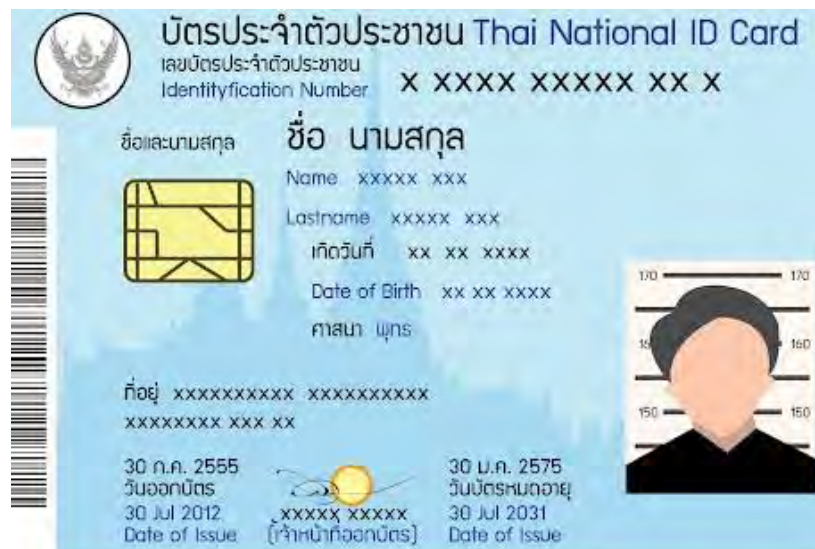 บัตรประจำตัวประชาชน Thai National ID Card
เลขบัตรประจำตัวประชาชน
Identityfication Number X XXXX XXXXX XX X
ชื่อและนามสกุล ชื่อ นามสกุล
Name xxxxx xxx
Lastname xxxxx xxx
เกิดวันที่ xx xx xxxx
Date of Birth xx xx xxxx
ศาสนา พุทธ
170 170
160
150 150
ที่อยู่ xxxxxxxxxx xxxxxxxxxx
xxxxxxxx xxx xx
30 ก.ค. 2555
วันออกบัตร
30 Jul 2012
Date of Issue
xxxxx xxxxx
(เจ้าหน้าที่ออกบัตร)
30 ม.ค. 2575
วันบัตรหมดอายุ
30 Jul 2031
Date of Issue